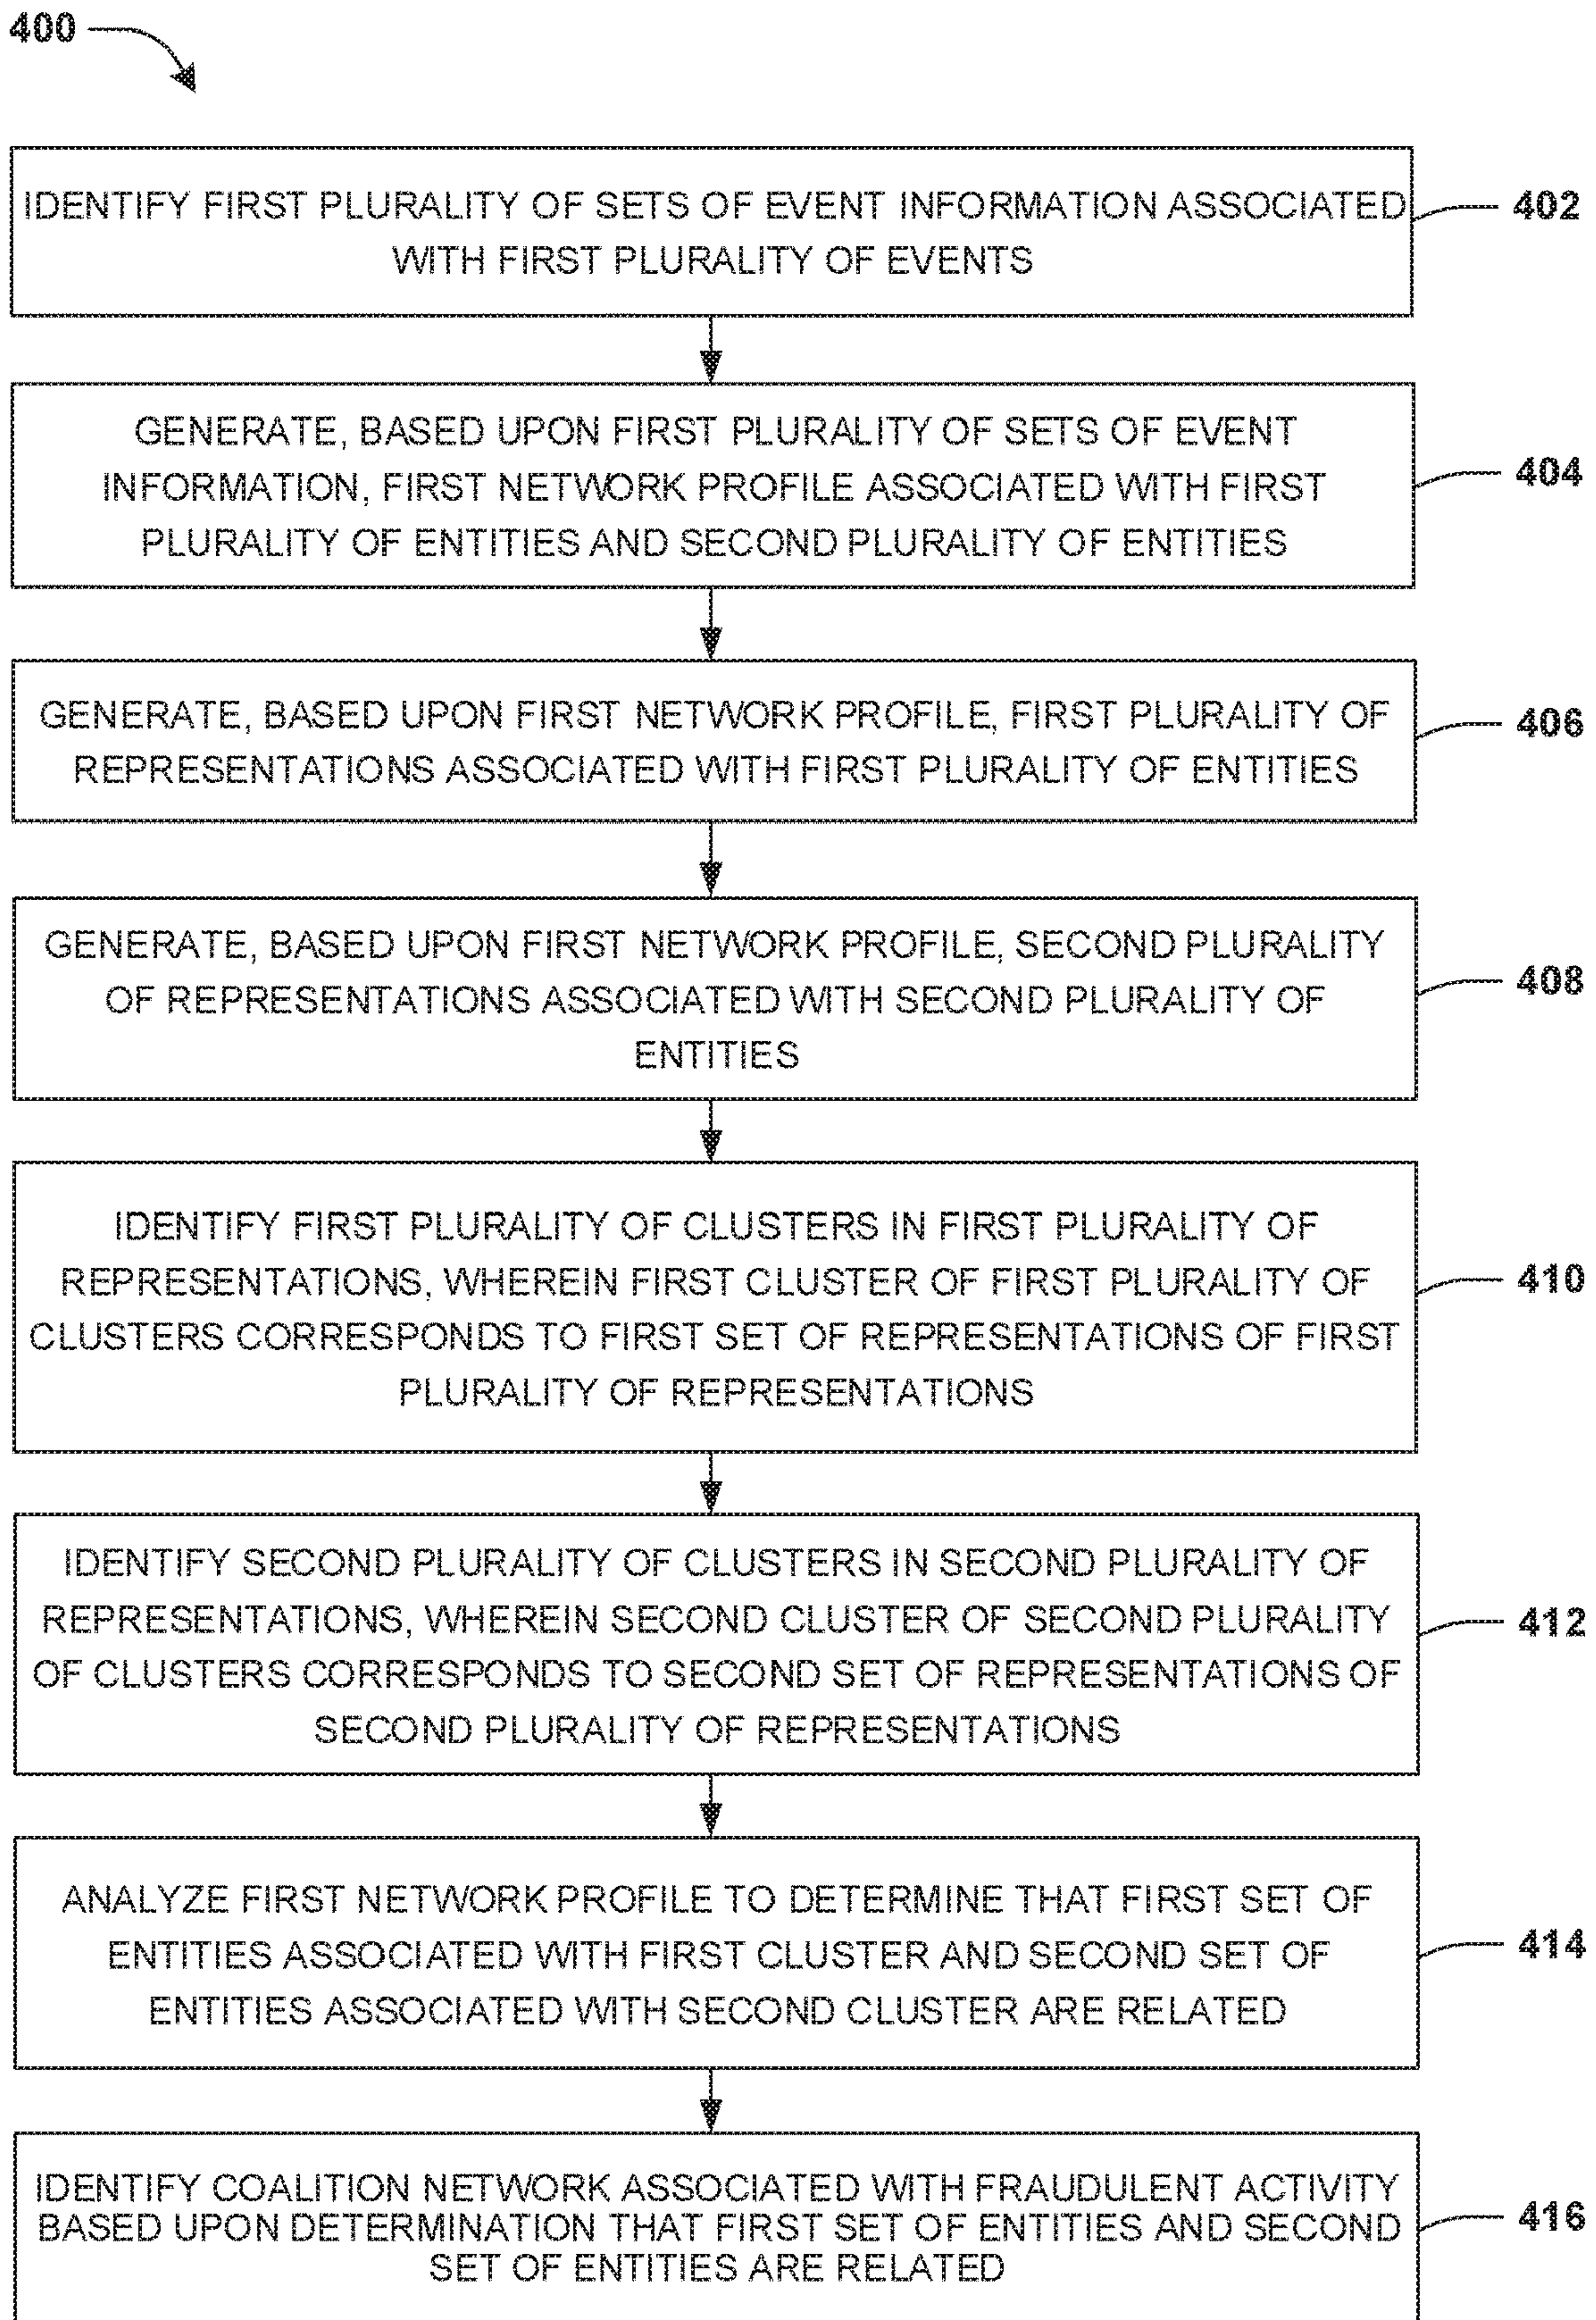 400
IDENTIFY FIRST PLURALITY OF SETS OF EVENT INFORMATION ASSOCIATED
WITH FIRST PLURALITY OF EVENTS
402
GENERATE, BASED UPON FIRST PLURALITY OF SETS OF EVENT
INFORMATION, FIRST NETWORK PROFILE ASSOCIATED WITH FIRST
PLURALITY OF ENTITIES AND SECOND PLURALITY OF ENTITIES
404
GENERATE, BASED UPON FIRST NETWORK PROFILE, FIRST PLURALITY OF
REPRESENTATIONS ASSOCIATED WITH FIRST PLURALITY OF ENTITIES
406
GENERATE, BASED UPON FIRST NETWORK PROFILE, SECOND PLURALITY
OF REPRESENTATIONS ASSOCIATED WITH SECOND PLURALITY OF
ENTITIES
408
IDENTIFY FIRST PLURALITY OF CLUSTERS IN FIRST PLURALITY OF
REPRESENTATIONS, WHEREIN FIRST CLUSTER OF FIRST PLURALITY OF
CLUSTERS CORRESPONDS TO FIRST SET OF REPRESENTATIONS OF FIRST
PLURALITY OF REPRESENTATIONS
410
IDENTIFY SECOND PLURALITY OF CLUSTERS IN SECOND PLURALITY OF
REPRESENTATIONS, WHEREIN SECOND CLUSTER OF SECOND PLURALITY
OF CLUSTERS CORRESPONDS TO SECOND SET OF REPRESENTATIONS OF
SECOND PLURALITY OF REPRESENTATIONS
412
ANALYZE FIRST NETWORK PROFILE TO DETERMINE THAT FIRST SET OF
ENTITIES ASSOCIATED WITH FIRST CLUSTER AND SECOND SET OF
ENTITIES ASSOCIATED WITH SECOND CLUSTER ARE RELATED
414
IDENTIFY COALITION NETWORK ASSOCIATED WITH FRAUDULENT ACTIVITY
BASED UPON DETERMINATION THAT FIRST SET OF ENTITIES AND SECOND
SET OF ENTITIES ARE RELATED
416